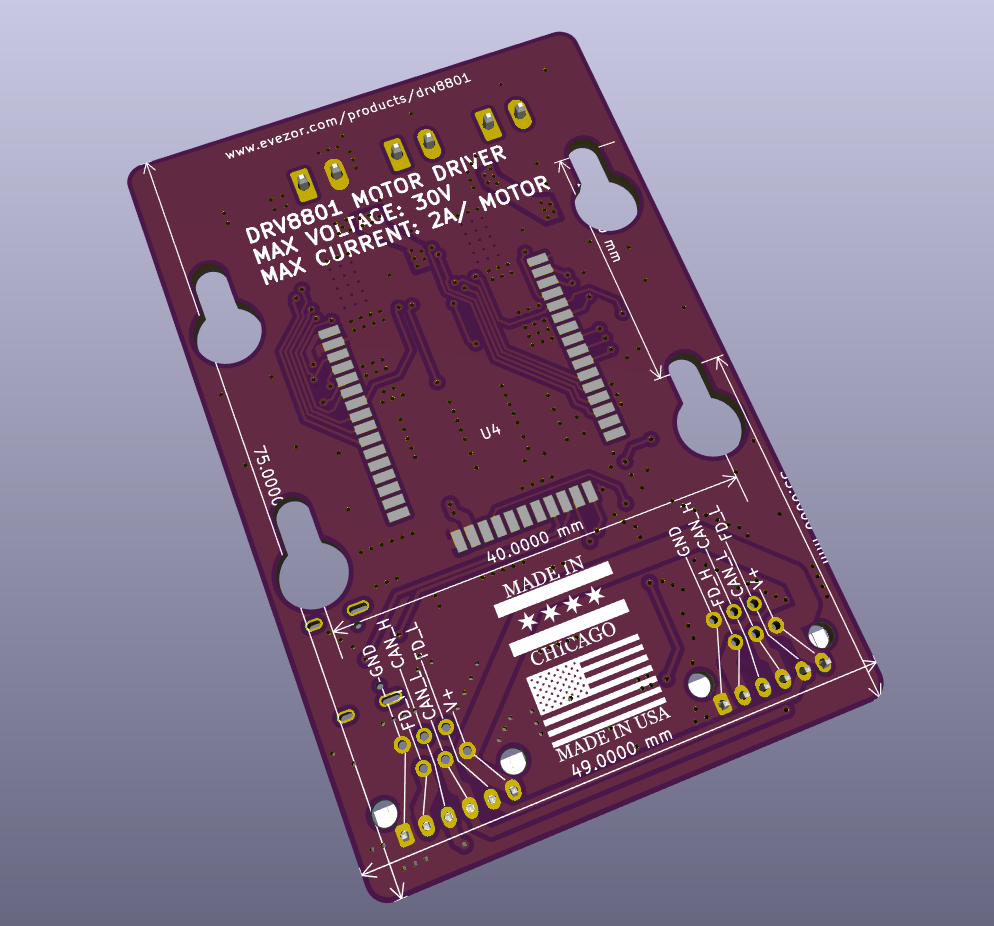 www.evezor.com/products/drv8801
DRV8801 MOTOR DRIVER
MAX VOLTAGE: 30V
MAX CURRENT: 2A/ MOTOR
mm
U4
75.000
40.0000 mm
GND
CAN_H
FD_L
FD_H
CAN_L
V+
MADE IN
CHICAGO
GND
CAN_H
FD_L
FD_H
CAN_L
V+
MADE IN USA
49.0000 mm